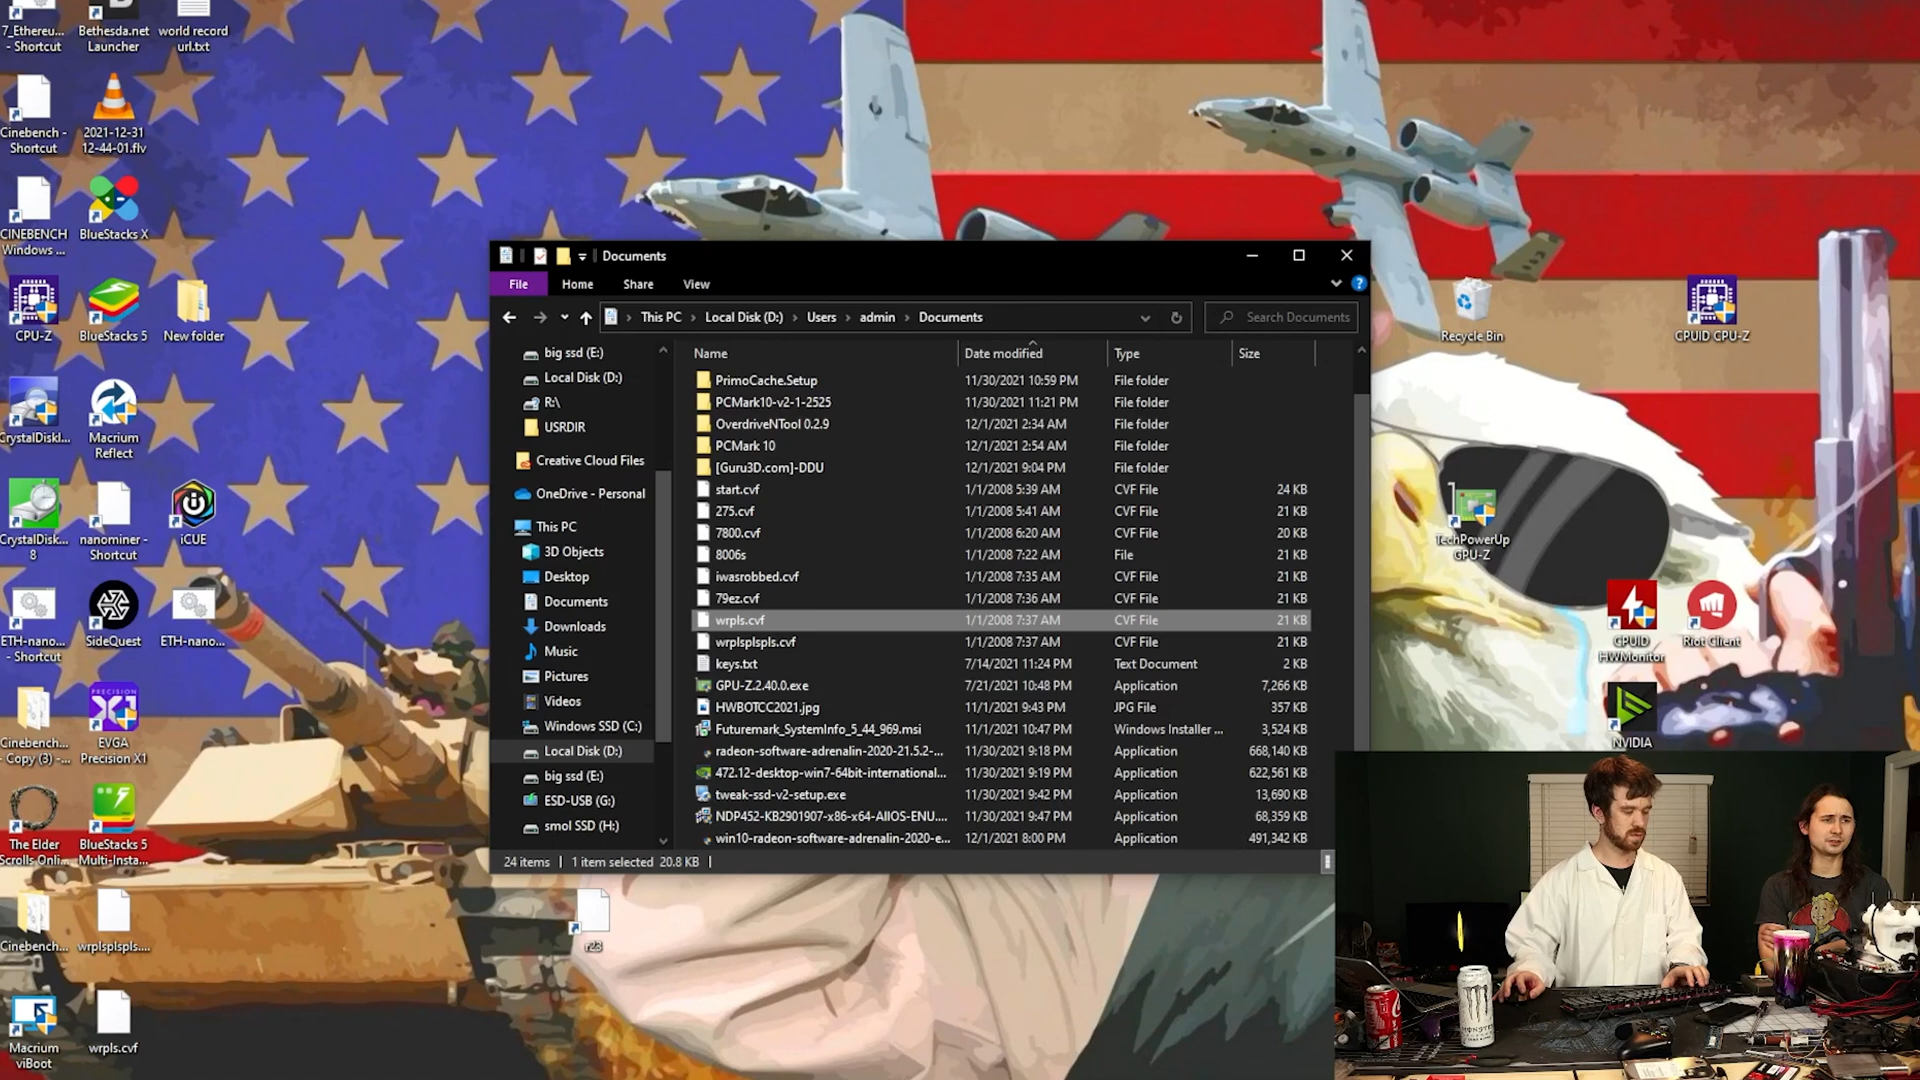 7_Ethereu...
- Shortcut
Bethesda.net
Launcher
world record
url.txt
Cinebench -
Shortcut
2021-12-31
12-44-01.flv
CINEBENCH
Windows ...
BlueStacks X
CPU-Z
BlueStacks 5
New folder
CrystalDiskI...
Macrium
Reflect
CrystalDisk...
8
nanominer -
Shortcut
iCUE
ETH-nano...
- Shortcut
SideQuest
ETH-nano...
Cinebench...
- Copy (3) -...
PRECISION
X1
EVGA
Precision X1
The Elder
Scrolls Onli...
BlueStacks 5
Multi-Insta...
Cinebench...
wrplsplspls....
Macrium
viBoot
wrpls.cvf
r23
Recycle Bin
CPUID CPU-Z
TechPowerUp
GPU-Z
CPUID
HWMonitor
Riot Client
NVIDIA
Documents
File Home Share View
This PC > Local Disk (D:) > Users > admin > Documents
Search Documents
big ssd (E:)
Local Disk (D:)
R:\
USRDIR
Creative Cloud Files
OneDrive - Personal
This PC
3D Objects
Desktop
Documents
Downloads
Music
Pictures
Videos
Windows SSD (C:)
Local Disk (D:)
big ssd (E:)
ESD-USB (G:)
smol SSD (H:)
Name Date modified Type Size
PrimoCache.Setup 11/30/2021 10:59 PM File folder
PCMark10-v2-1-2525 11/30/2021 11:21 PM File folder
OverdriveNTool 0.2.9 12/1/2021 2:34 AM File folder
PCMark 10 12/1/2021 2:54 AM File folder
[Guru3D.com]-DDU 12/1/2021 9:04 PM File folder
start.cvf 1/1/2008 5:39 AM CVF File 24 KB
275.cvf 1/1/2008 5:41 AM CVF File 21 KB
7800.cvf 1/1/2008 6:20 AM CVF File 20 KB
8006s 1/1/2008 7:22 AM File 21 KB
iwasrobbed.cvf 1/1/2008 7:35 AM CVF File 21 KB
79ez.cvf 1/1/2008 7:36 AM CVF File 21 KB
wrpls.cvf 1/1/2008 7:37 AM CVF File 21 KB
wrplsplspls.cvf 1/1/2008 7:37 AM CVF File 21 KB
keys.txt 7/14/2021 11:24 PM Text Document 2 KB
GPU-Z.2.40.0.exe 7/21/2021 10:48 PM Application 7,266 KB
HWBOTCC2021.jpg 11/1/2021 9:43 PM JPG File 357 KB
Futuremark_SystemInfo_5_44_969.msi 11/1/2021 10:47 PM Windows Installer ... 3,524 KB
radeon-software-adrenalin-2020-21.5.2-... 11/30/2021 9:18 PM Application 668,140 KB
472.12-desktop-win7-64bit-international... 11/30/2021 9:19 PM Application 622,561 KB
tweak-ssd-v2-setup.exe 11/30/2021 9:42 PM Application 13,690 KB
NDP452-KB2901907-x86-x64-AllOS-ENU.... 11/30/2021 9:47 PM Application 68,359 KB
win10-radeon-software-adrenalin-2020-e... 12/1/2021 8:00 PM Application 491,342 KB
24 items 1 item selected 20.8 KB
MONSTER